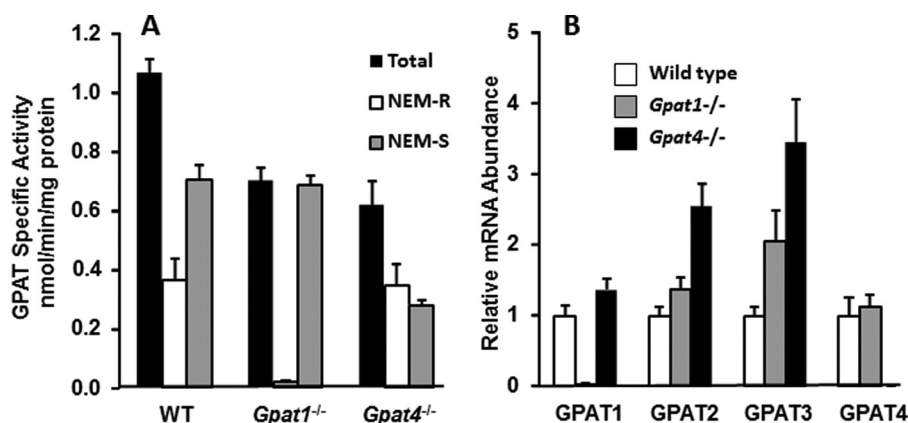 A
GPAT Specific Activity
nmol/min/mg protein
1.2
1.0
0.8
0.6
0.4
0.2
0.0
Total
NEM-R
NEM-S
WT
Gpat1-/-
Gpat4-/-
B
Relative mRNA Abundance
5
4
3
2
1
0
Wild type
Gpat1-/-
Gpat4-/-
GPAT1
GPAT2
GPAT3
GPAT4